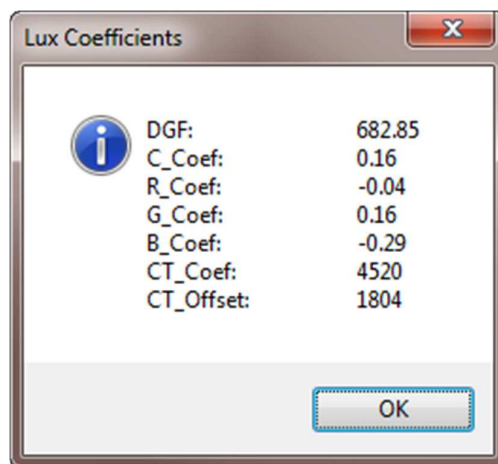 Lux Coefficients
DGF: 682.85
C_Coef: 0.16
R_Coef: -0.04
G_Coef: 0.16
B_Coef: -0.29
CT_Coef: 4520
CT_Offset: 1804
OK